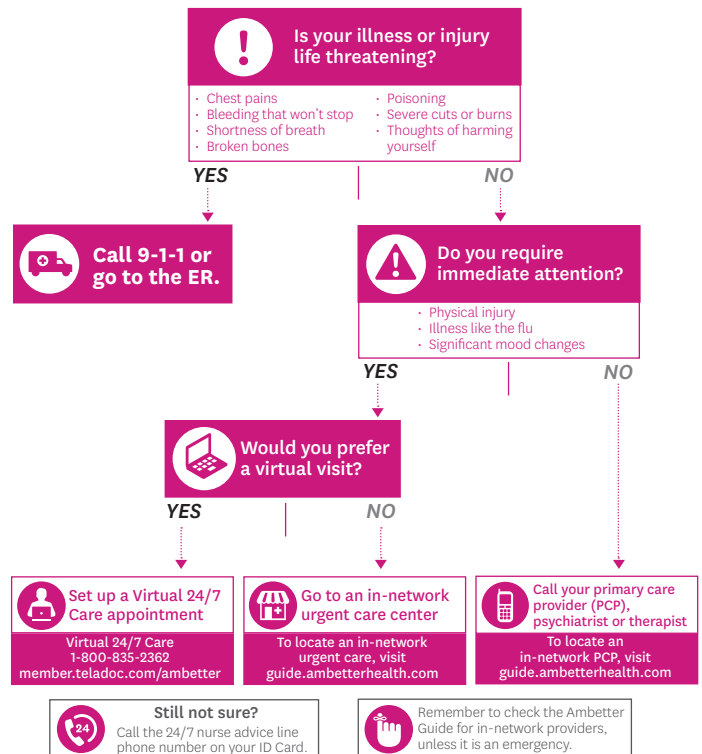 Is your illness or injury
life threatening?
· Chest pains
· Bleeding that won't stop
· Shortness of breath
· Broken bones
· Poisoning
· Severe cuts or burns
· Thoughts of harming
yourself
YES
NO
Call 9-1-1 or
go to the ER.
Do you require
immediate attention?
· Physical injury
· Illness like the flu
· Significant mood changes
YES
NO
Would you prefer
a virtual visit?
YES
NO
Set up a Virtual 24/7
Care appointment
Virtual 24/7 Care
1-800-835-2362
member.teladoc.com/ambetter
Go to an in-network
urgent care center
To locate an in-network
urgent care, visit
guide.ambetterhealth.com
Call your primary care
provider (PCP),
psychiatrist or therapist
To locate an
in-network PCP, visit
guide.ambetterhealth.com
24
Still not sure?
Call the 24/7 nurse advice line
phone number on your ID Card.
Remember to check the Ambetter
Guide for in-network providers,
unless it is an emergency.